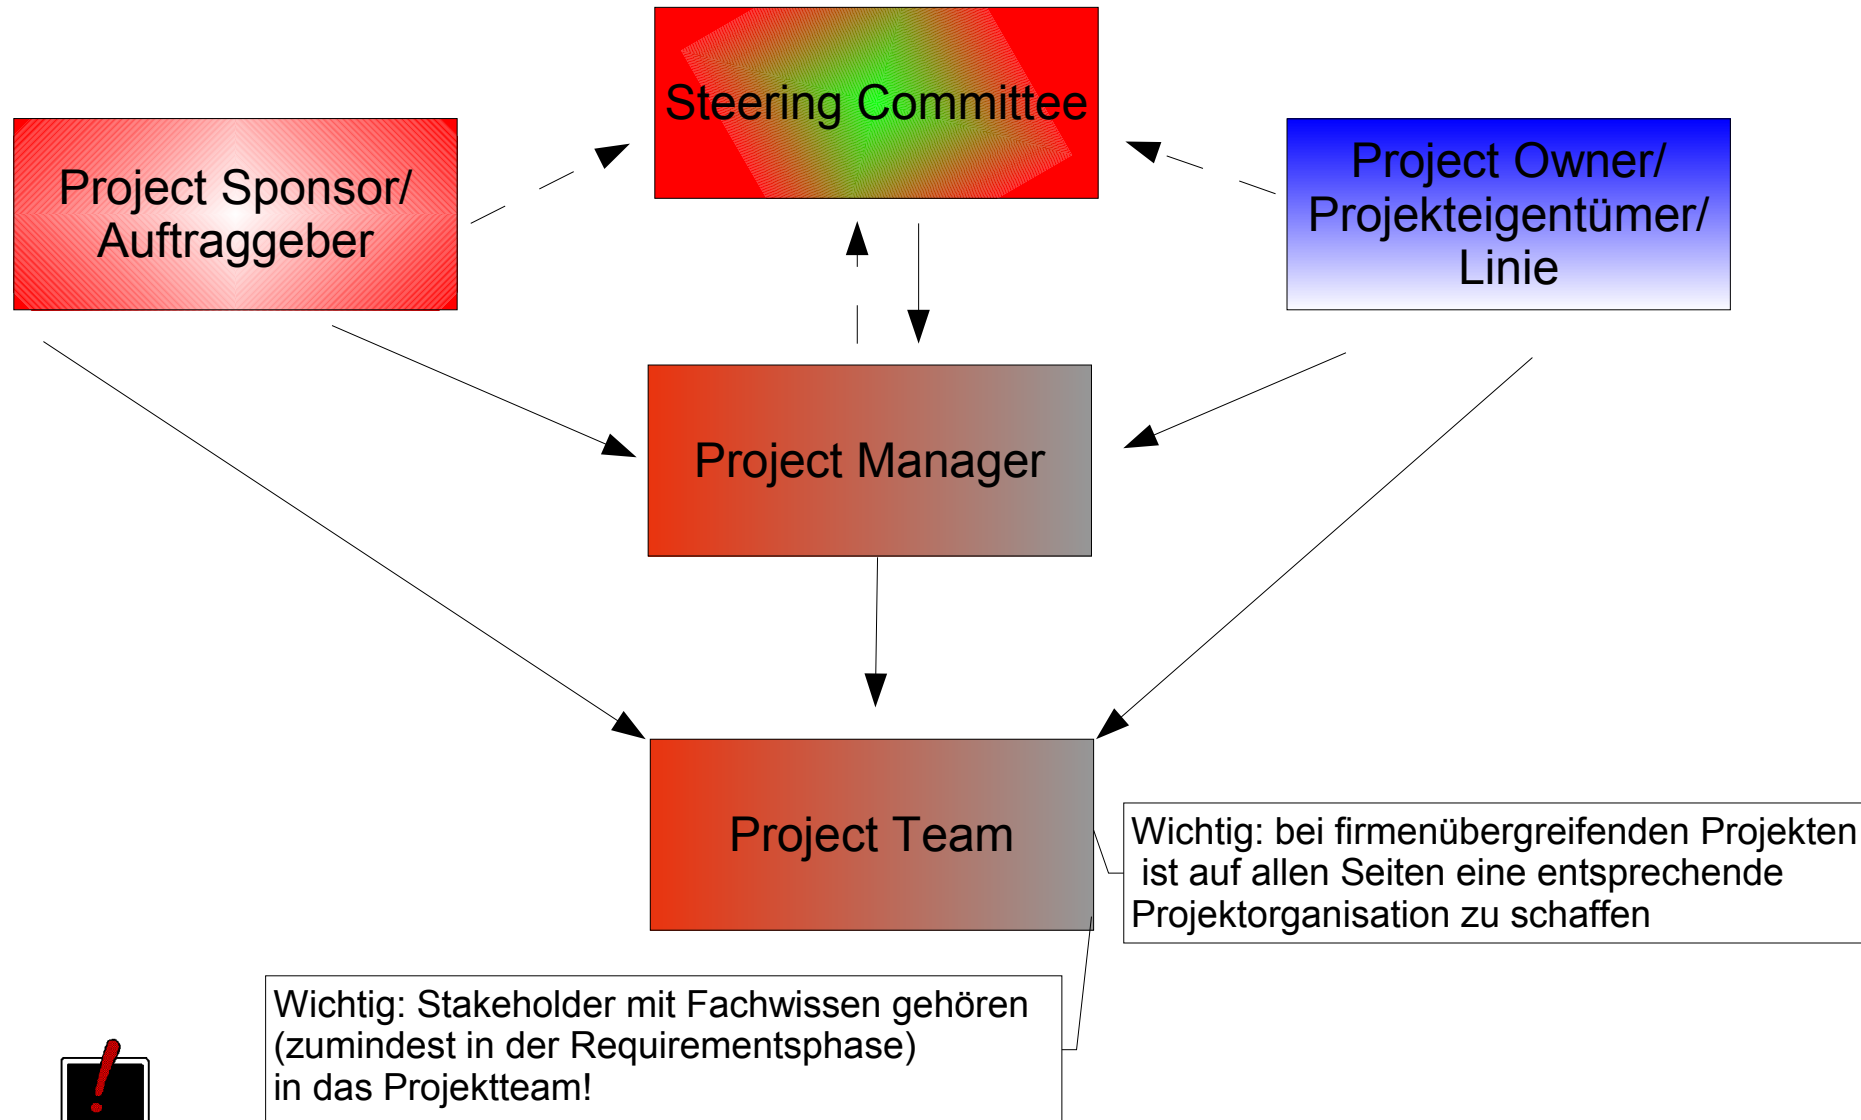 Steering Committee
Project Sponsor/
Auftraggeber
Project Owner/
Projekteigentümer/
Linie
Project Manager
Project Team
Wichtig: bei firmenübergreifenden Projekten
ist auf allen Seiten eine entsprechende
Projektorganisation zu schaffen
Wichtig: Stakeholder mit Fachwissen gehören
(zumindest in der Requirementsphase)
in das Projektteam!